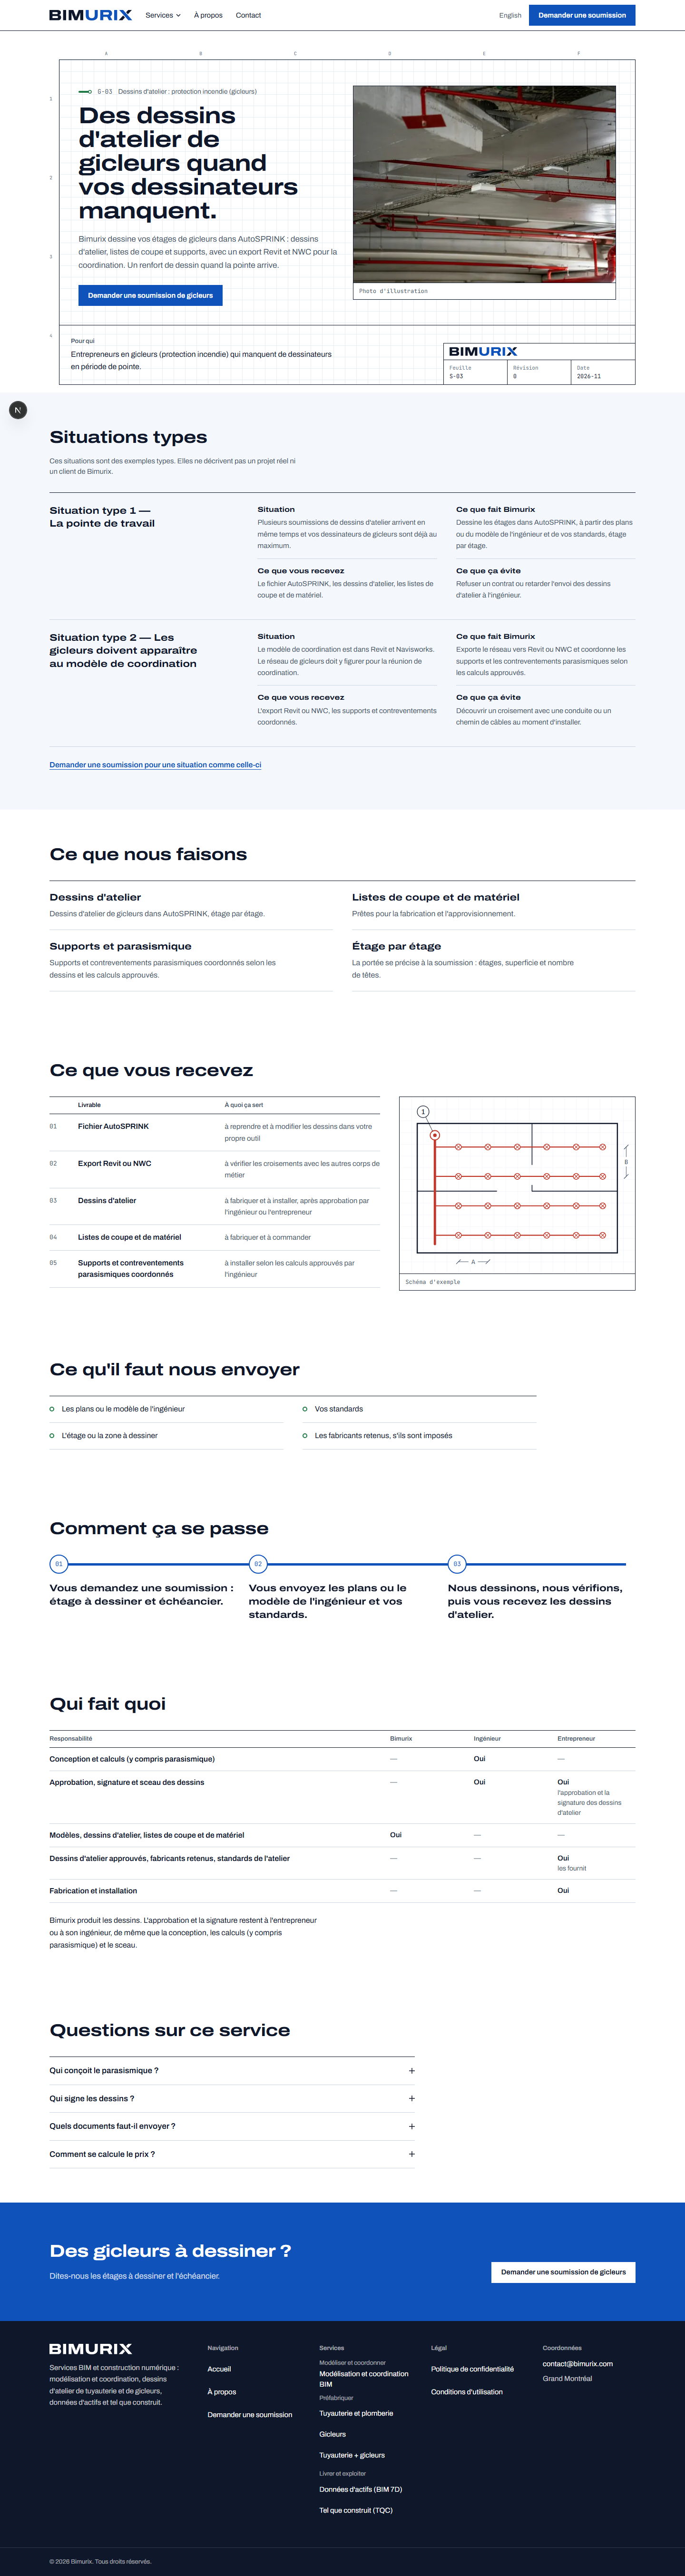 BIMURIX
Services
À propos
Contact
English
Demander une soumission
A B C D E F
1
2
3
4
S-03 Dessins d'atelier : protection incendie (gicleurs)
Des dessins
d'atelier de
gicleurs quand
vos dessinateurs
manquent.
Bimurix dessine vos étages de gicleurs dans AutoSPRINK : dessins
d'atelier, listes de coupe et supports, avec un export Revit et NWC pour la
coordination. Un renfort de dessin quand la pointe arrive.
Demander une soumission de gicleurs
Photo d'illustration
Pour qui
Entrepreneurs en gicleurs (protection incendie) qui manquent de dessinateurs
en période de pointe.
BIMURIX
Feuille
S-03
Révision
0
Date
2026-11
N
Situations types
Ces situations sont des exemples types. Elles ne décrivent pas un projet réel ni
un client de Bimurix.
Situation type 1 —
La pointe de travail
Situation
Plusieurs soumissions de dessins d'atelier arrivent en
même temps et vos dessinateurs de gicleurs sont déjà au
maximum.
Ce que fait Bimurix
Dessine les étages dans AutoSPRINK, à partir des plans
ou du modèle de l'ingénieur et de vos standards, étage
par étage.
Ce que vous recevez
Le fichier AutoSPRINK, les dessins d'atelier, les listes de
coupe et de matériel.
Ce que ça évite
Refuser un contrat ou retarder l'envoi des dessins
d'atelier à l'ingénieur.
Situation type 2 — Les
gicleurs doivent apparaître
au modèle de coordination
Situation
Le modèle de coordination est dans Revit et Navisworks.
Le réseau de gicleurs doit y figurer pour la réunion de
coordination.
Ce que fait Bimurix
Exporte le réseau vers Revit ou NWC et coordonne les
supports et les contreventements parasismiques selon
les calculs approuvés.
Ce que vous recevez
L'export Revit ou NWC, les supports et contreventements
coordonnés.
Ce que ça évite
Découvrir un croisement avec une conduite ou un
chemin de câbles au moment d'installer.
Demander une soumission pour une situation comme celle-ci
Ce que nous faisons
Dessins d'atelier
Dessins d'atelier de gicleurs dans AutoSPRINK, étage par étage.
Listes de coupe et de matériel
Prêtes pour la fabrication et l'approvisionnement.
Supports et parasismique
Supports et contreventements parasismiques coordonnés selon les
dessins et les calculs approuvés.
Étage par étage
La portée se précise à la soumission : étages, superficie et nombre
de têtes.
Ce que vous recevez
Livrable
À quoi ça sert
01 Fichier AutoSPRINK
à reprendre et à modifier les dessins dans votre
propre outil
02 Export Revit ou NWC
à vérifier les croisements avec les autres corps de
métier
03 Dessins d'atelier
à fabriquer et à installer, après approbation par
l'ingénieur ou l'entrepreneur
04 Listes de coupe et de matériel
à fabriquer et à commander
05 Supports et contreventements
parasismiques coordonnés
à installer selon les calculs approuvés par
l'ingénieur
1
B
A
Schéma d'exemple
Ce qu'il faut nous envoyer
Les plans ou le modèle de l'ingénieur
Vos standards
L'étage ou la zone à dessiner
Les fabricants retenus, s'ils sont imposés
Comment ça se passe
01
02
03
Vous demandez une soumission :
étage à dessiner et échéancier.
Vous envoyez les plans ou le
modèle de l'ingénieur et vos
standards.
Nous dessinons, nous vérifions,
puis vous recevez les dessins
d'atelier.
Qui fait quoi
Responsabilité Bimurix Ingénieur Entrepreneur
Conception et calculs (y compris parasismique) — Oui —
Approbation, signature et sceau des dessins — Oui Oui
l'approbation et la
signature des dessins
d'atelier
Modèles, dessins d'atelier, listes de coupe et de matériel Oui — —
Dessins d'atelier approuvés, fabricants retenus, standards de l'atelier — — Oui
les fournit
Fabrication et installation — — Oui
Bimurix produit les dessins. L'approbation et la signature restent à l'entrepreneur
ou à son ingénieur, de même que la conception, les calculs (y compris
parasismique) et le sceau.
Questions sur ce service
Qui conçoit le parasismique ? +
Qui signe les dessins ? +
Quels documents faut-il envoyer ? +
Comment se calcule le prix ? +
Des gicleurs à dessiner ?
Dites-nous les étages à dessiner et l'échéancier.
Demander une soumission de gicleurs
BIMURIX
Services BIM et construction numérique :
modélisation et coordination, dessins
d'atelier de tuyauterie et de gicleurs,
données d'actifs et tel que construit.
Navigation
Accueil
À propos
Demander une soumission
Services
Modéliser et coordonner
Modélisation et coordination
BIM
Préfabriquer
Tuyauterie et plomberie
Gicleurs
Tuyauterie + gicleurs
Livrer et exploiter
Données d'actifs (BIM 7D)
Tel que construit (TQC)
Légal
Politique de confidentialité
Conditions d'utilisation
Coordonnées
contact@bimurix.com
Grand Montréal
© 2026 Bimurix. Tous droits réservés.